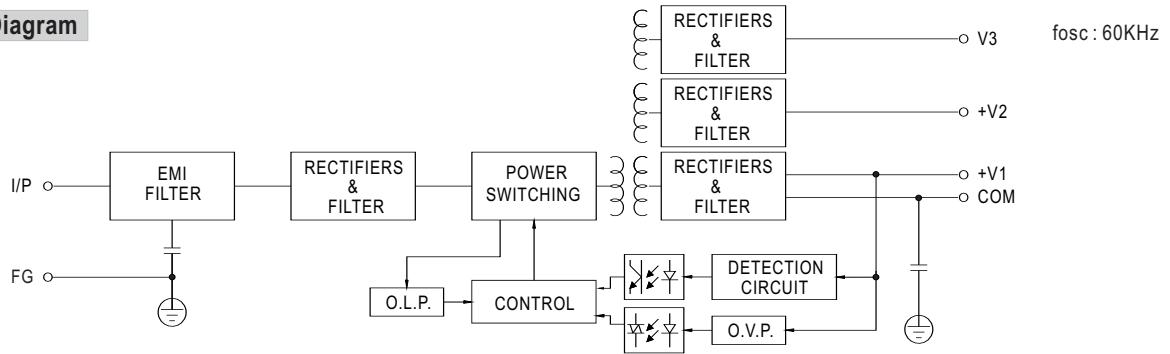 Diagram
RECTIFIERS
&
FILTER
V3
fosc : 60KHz
RECTIFIERS
&
FILTER
+V2
I/P
EMI
FILTER
RECTIFIERS
&
FILTER
POWER
SWITCHING
RECTIFIERS
&
FILTER
+V1
COM
FG
O.L.P.
CONTROL
DETECTION
CIRCUIT
O.V.P.